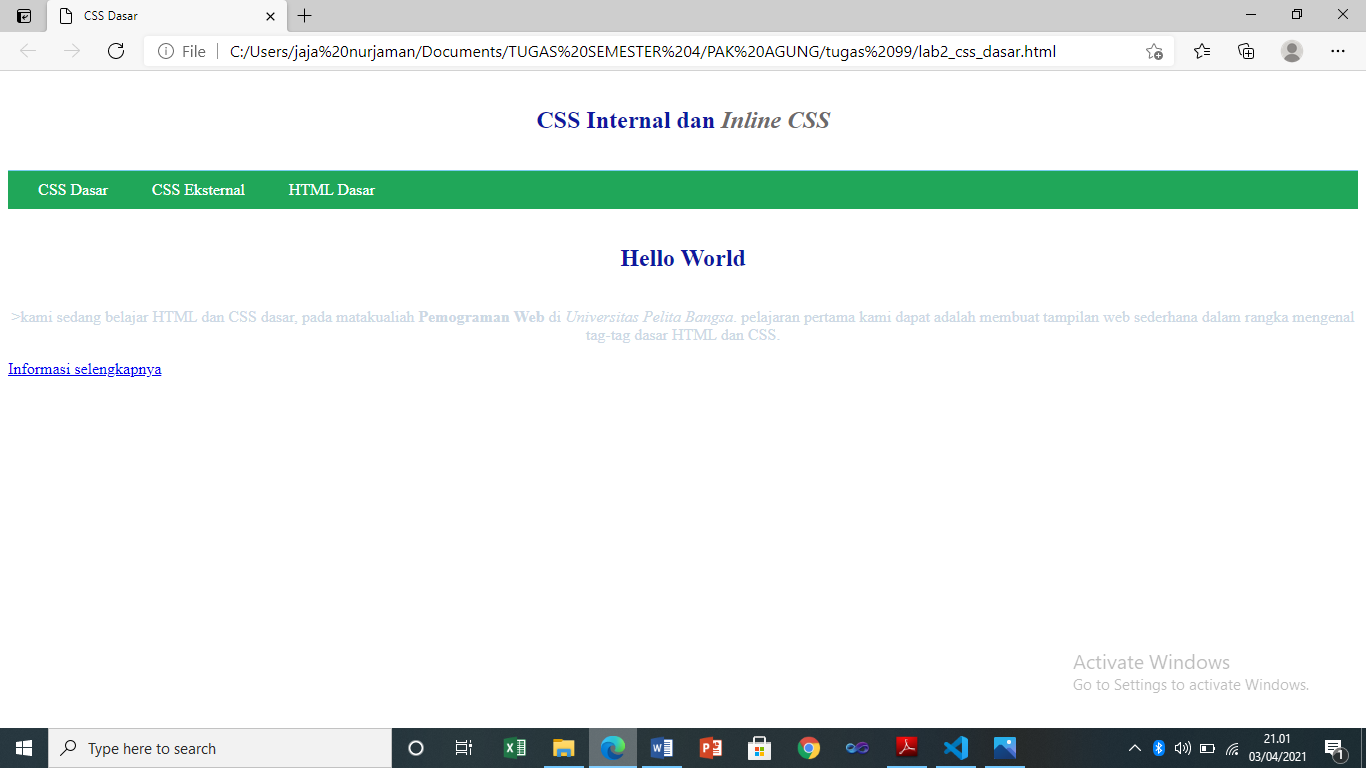 CSS Dasar
File
C:/Users/jaja%20nurjaman/Documents/TUGAS%20SEMESTER%204/PAK%20AGUNG/tugas%2099/lab2_css_dasar.html
CSS Internal dan Inline CSS
CSS Dasar CSS Eksternal HTML Dasar
Hello World
>kami sedang belajar HTML dan CSS dasar, pada matakualiah Pemograman Web di Universitas Pelita Bangsa. pelajaran pertama kami dapat adalah membuat tampilan web sederhana dalam rangka mengenal
tag-tag dasar HTML dan CSS.
Informasi selengkapnya
Activate Windows
Go to Settings to activate Windows.
Type here to search
21.01
03/04/2021
1